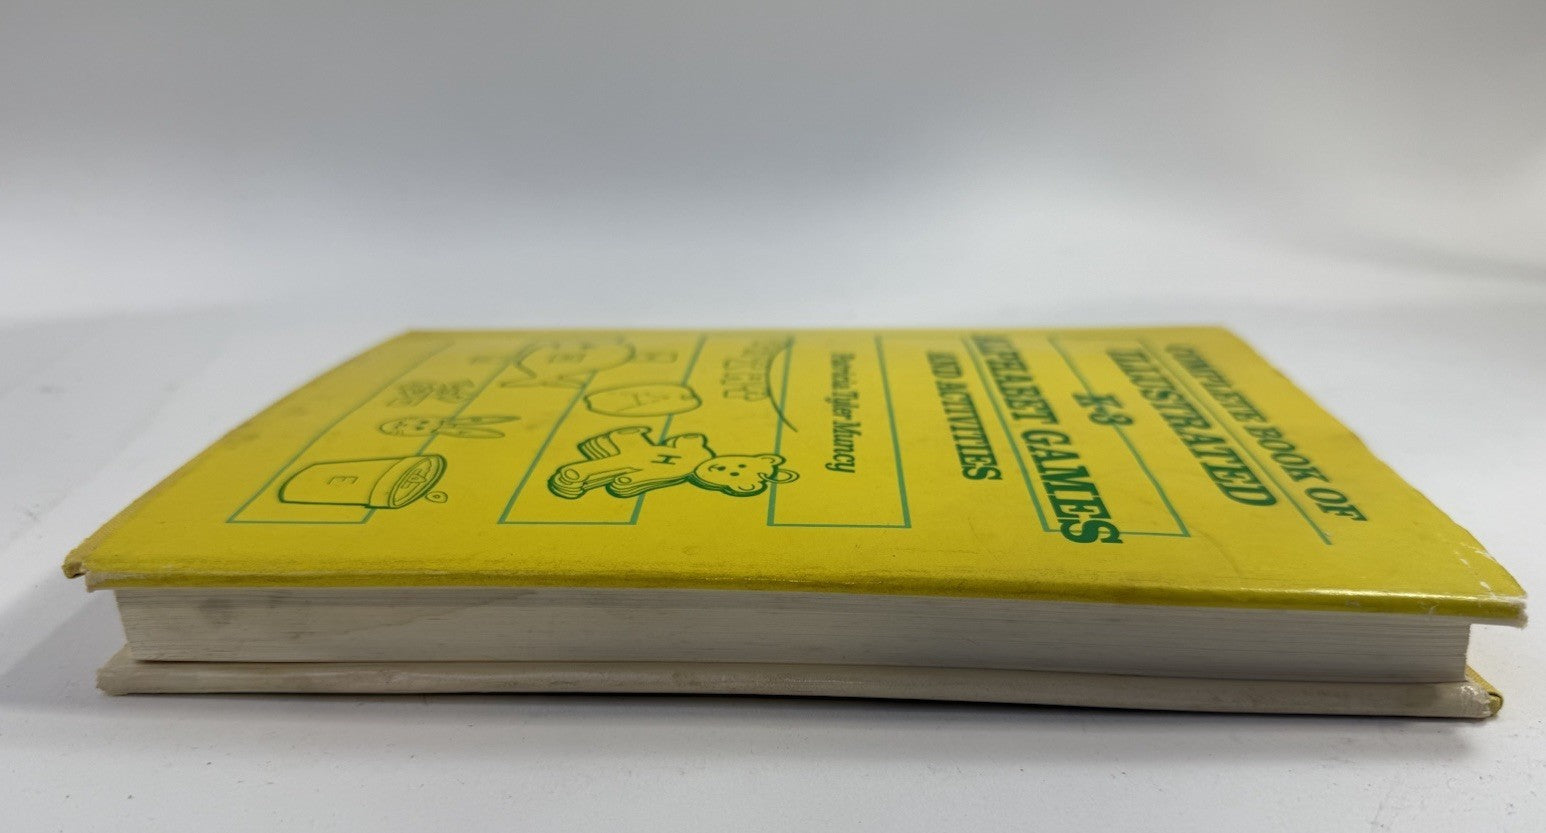 COMPLETE BOOK OF
ILLUSTRATED
K-3
ALPHABET GAMES
AND ACTIVITIES
Patricia Tyler Muncy
H
A
E